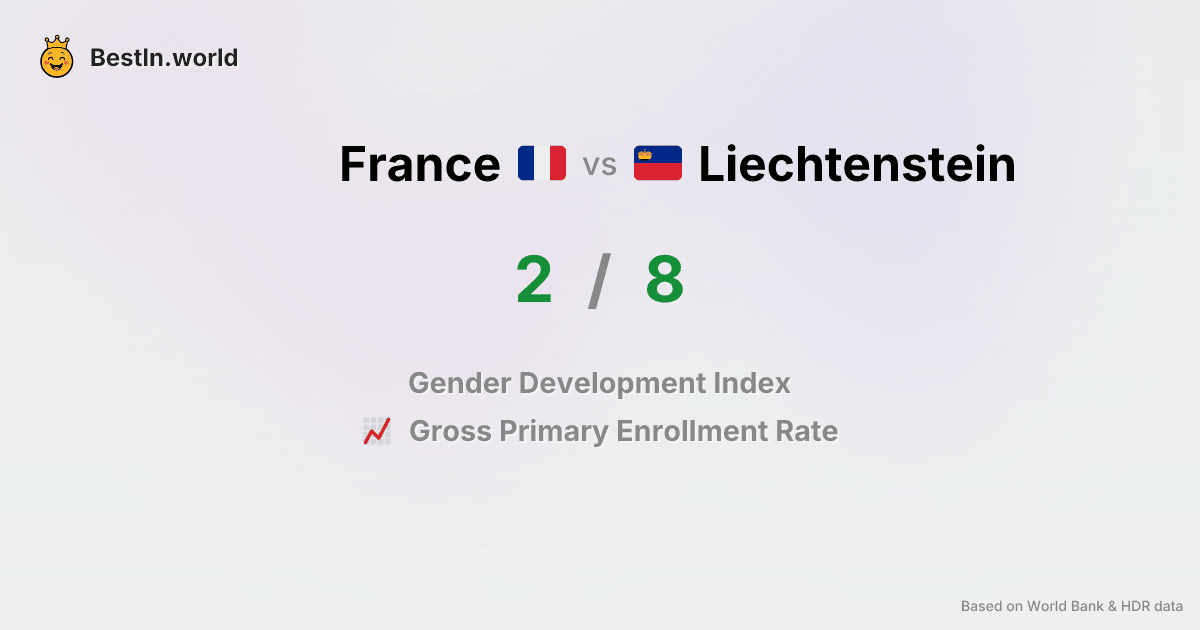 BestIn.world
France vs Liechtenstein
2 / 8
Gender Development Index
Gross Primary Enrollment Rate
Based on World Bank & HDR data